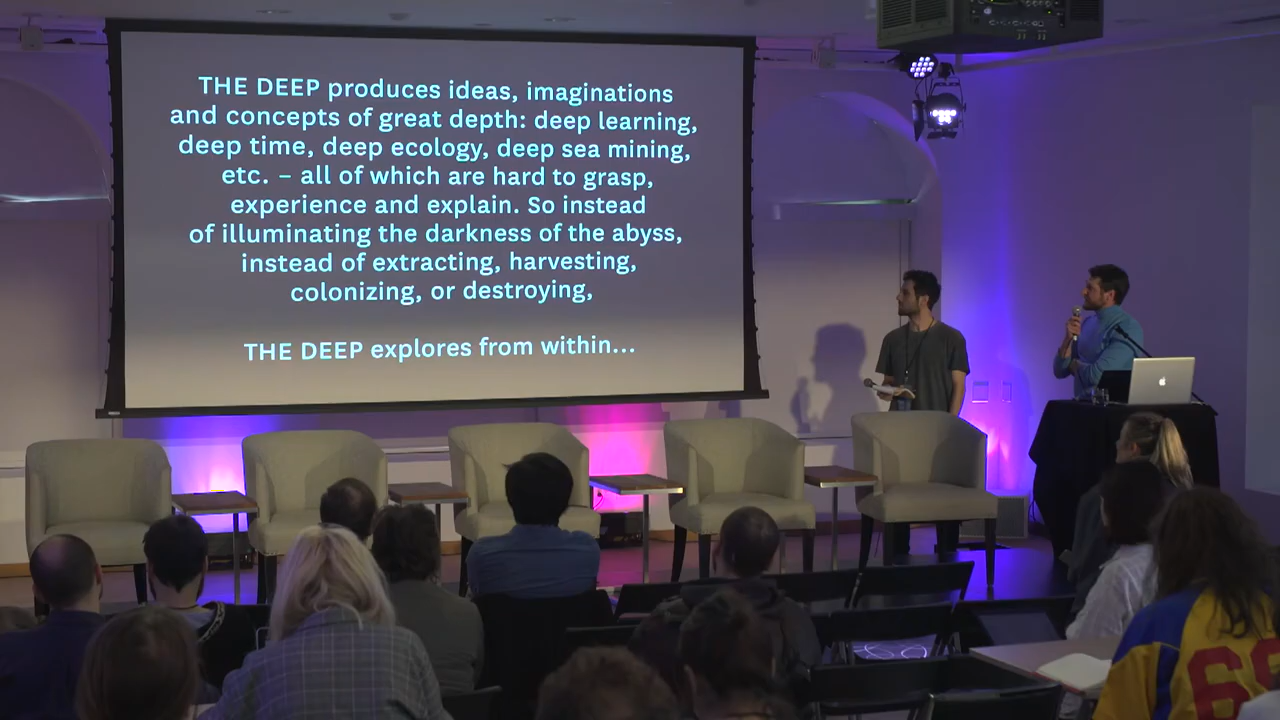 THE DEEP produces ideas, imaginations
and concepts of great depth: deep learning,
deep time, deep ecology, deep sea mining,
etc. – all of which are hard to grasp,
experience and explain. So instead
of illuminating the darkness of the abyss,
instead of extracting, harvesting,
colonizing, or destroying,
THE DEEP explores from within...